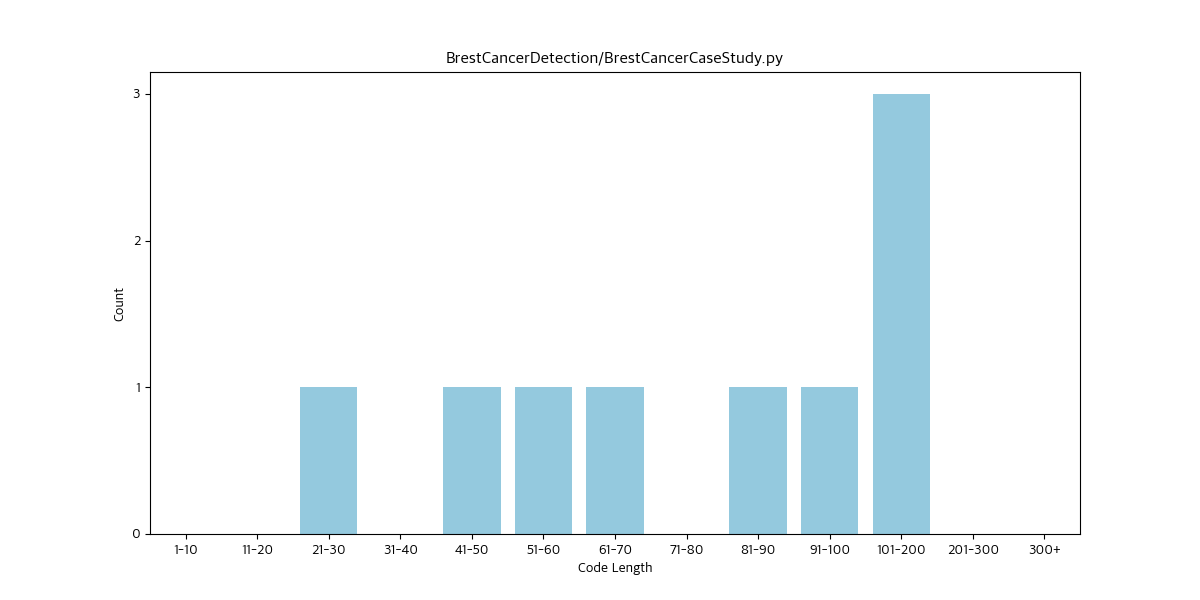 BrestCancerDetection/BrestCancerCaseStudy.py
3
2
1
0
Count
1-10 11-20 21-30 31-40 41-50 51-60 61-70 71-80 81-90 91-100 101-200 201-300 300+
Code Length